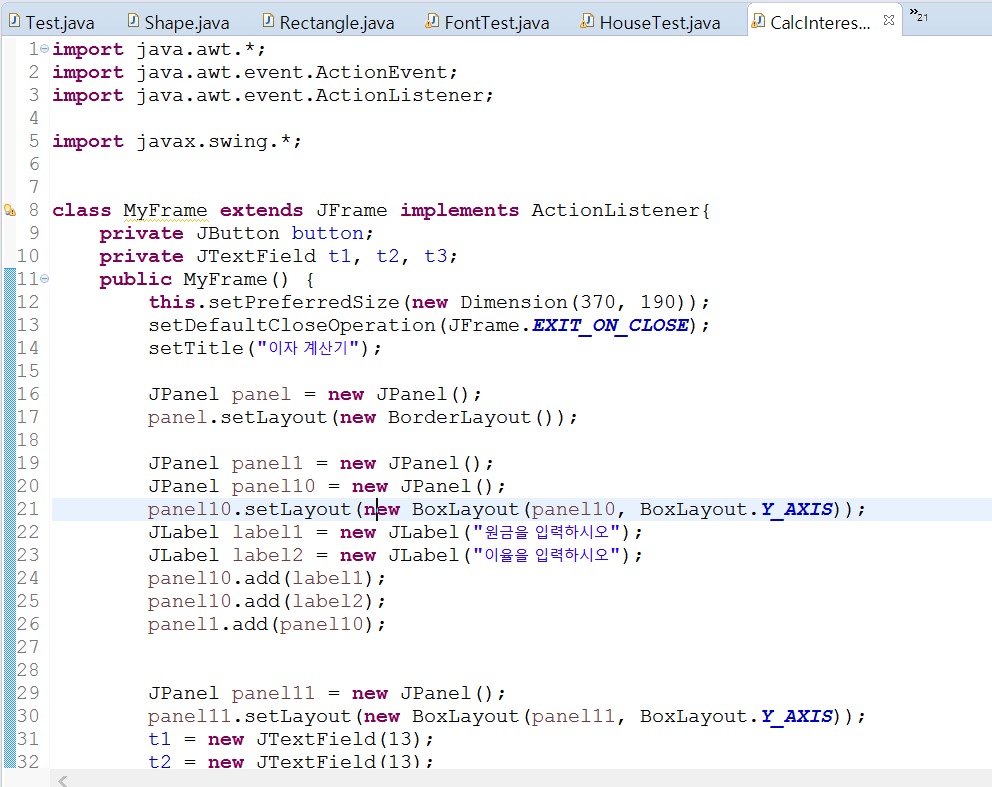 Test.java Shape.java Rectangle.java FontTest.java HouseTest.java CalcInteres... »21
1 import java.awt.*;
2 import java.awt.event.ActionEvent;
3 import java.awt.event.ActionListener;
4
5 import javax.swing.*;
6
7
8 class MyFrame extends JFrame implements ActionListener{
9 private JButton button;
10 private JTextField t1, t2, t3;
11 public MyFrame() {
12 this.setPreferredSize(new Dimension(370, 190));
13 setDefaultCloseOperation(JFrame.EXIT_ON_CLOSE);
14 setTitle("이자 계산기");
15
16 JPanel panel = new JPanel();
17 panel.setLayout(new BorderLayout());
18
19 JPanel panel1 = new JPanel();
20 JPanel panel10 = new JPanel();
21 panel10.setLayout(new BoxLayout(panel10, BoxLayout.Y_AXIS));
22 JLabel label1 = new JLabel("원금을 입력하시오");
23 JLabel label2 = new JLabel("이율을 입력하시오");
24 panel10.add(label1);
25 panel10.add(label2);
26 panel1.add(panel10);
27
28
29 JPanel panel11 = new JPanel();
30 panel11.setLayout(new BoxLayout(panel11, BoxLayout.Y_AXIS));
31 t1 = new JTextField(13);
32 t2 = new JTextField(13);